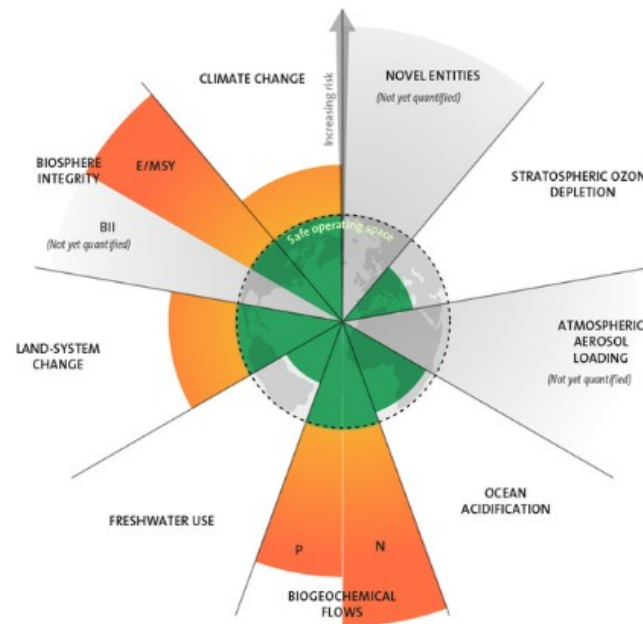 CLIMATE CHANGE
Increasing risk
NOVEL ENTITIES
(Not yet quantified)
STRATOSPHERIC OZON
DEPLETION
ATMOSPHERIC
AEROSOL
LOADING
(Not yet quantified)
OCEAN
ACIDIFICATION
N
P
BIOGEOCHEMICAL
FLOWS
FRESHWATER USE
LAND-SYSTEM
CHANGE
BIOSPHERE
INTEGRITY
E/MSY
BII
(Not yet quantified)
Safe operating space